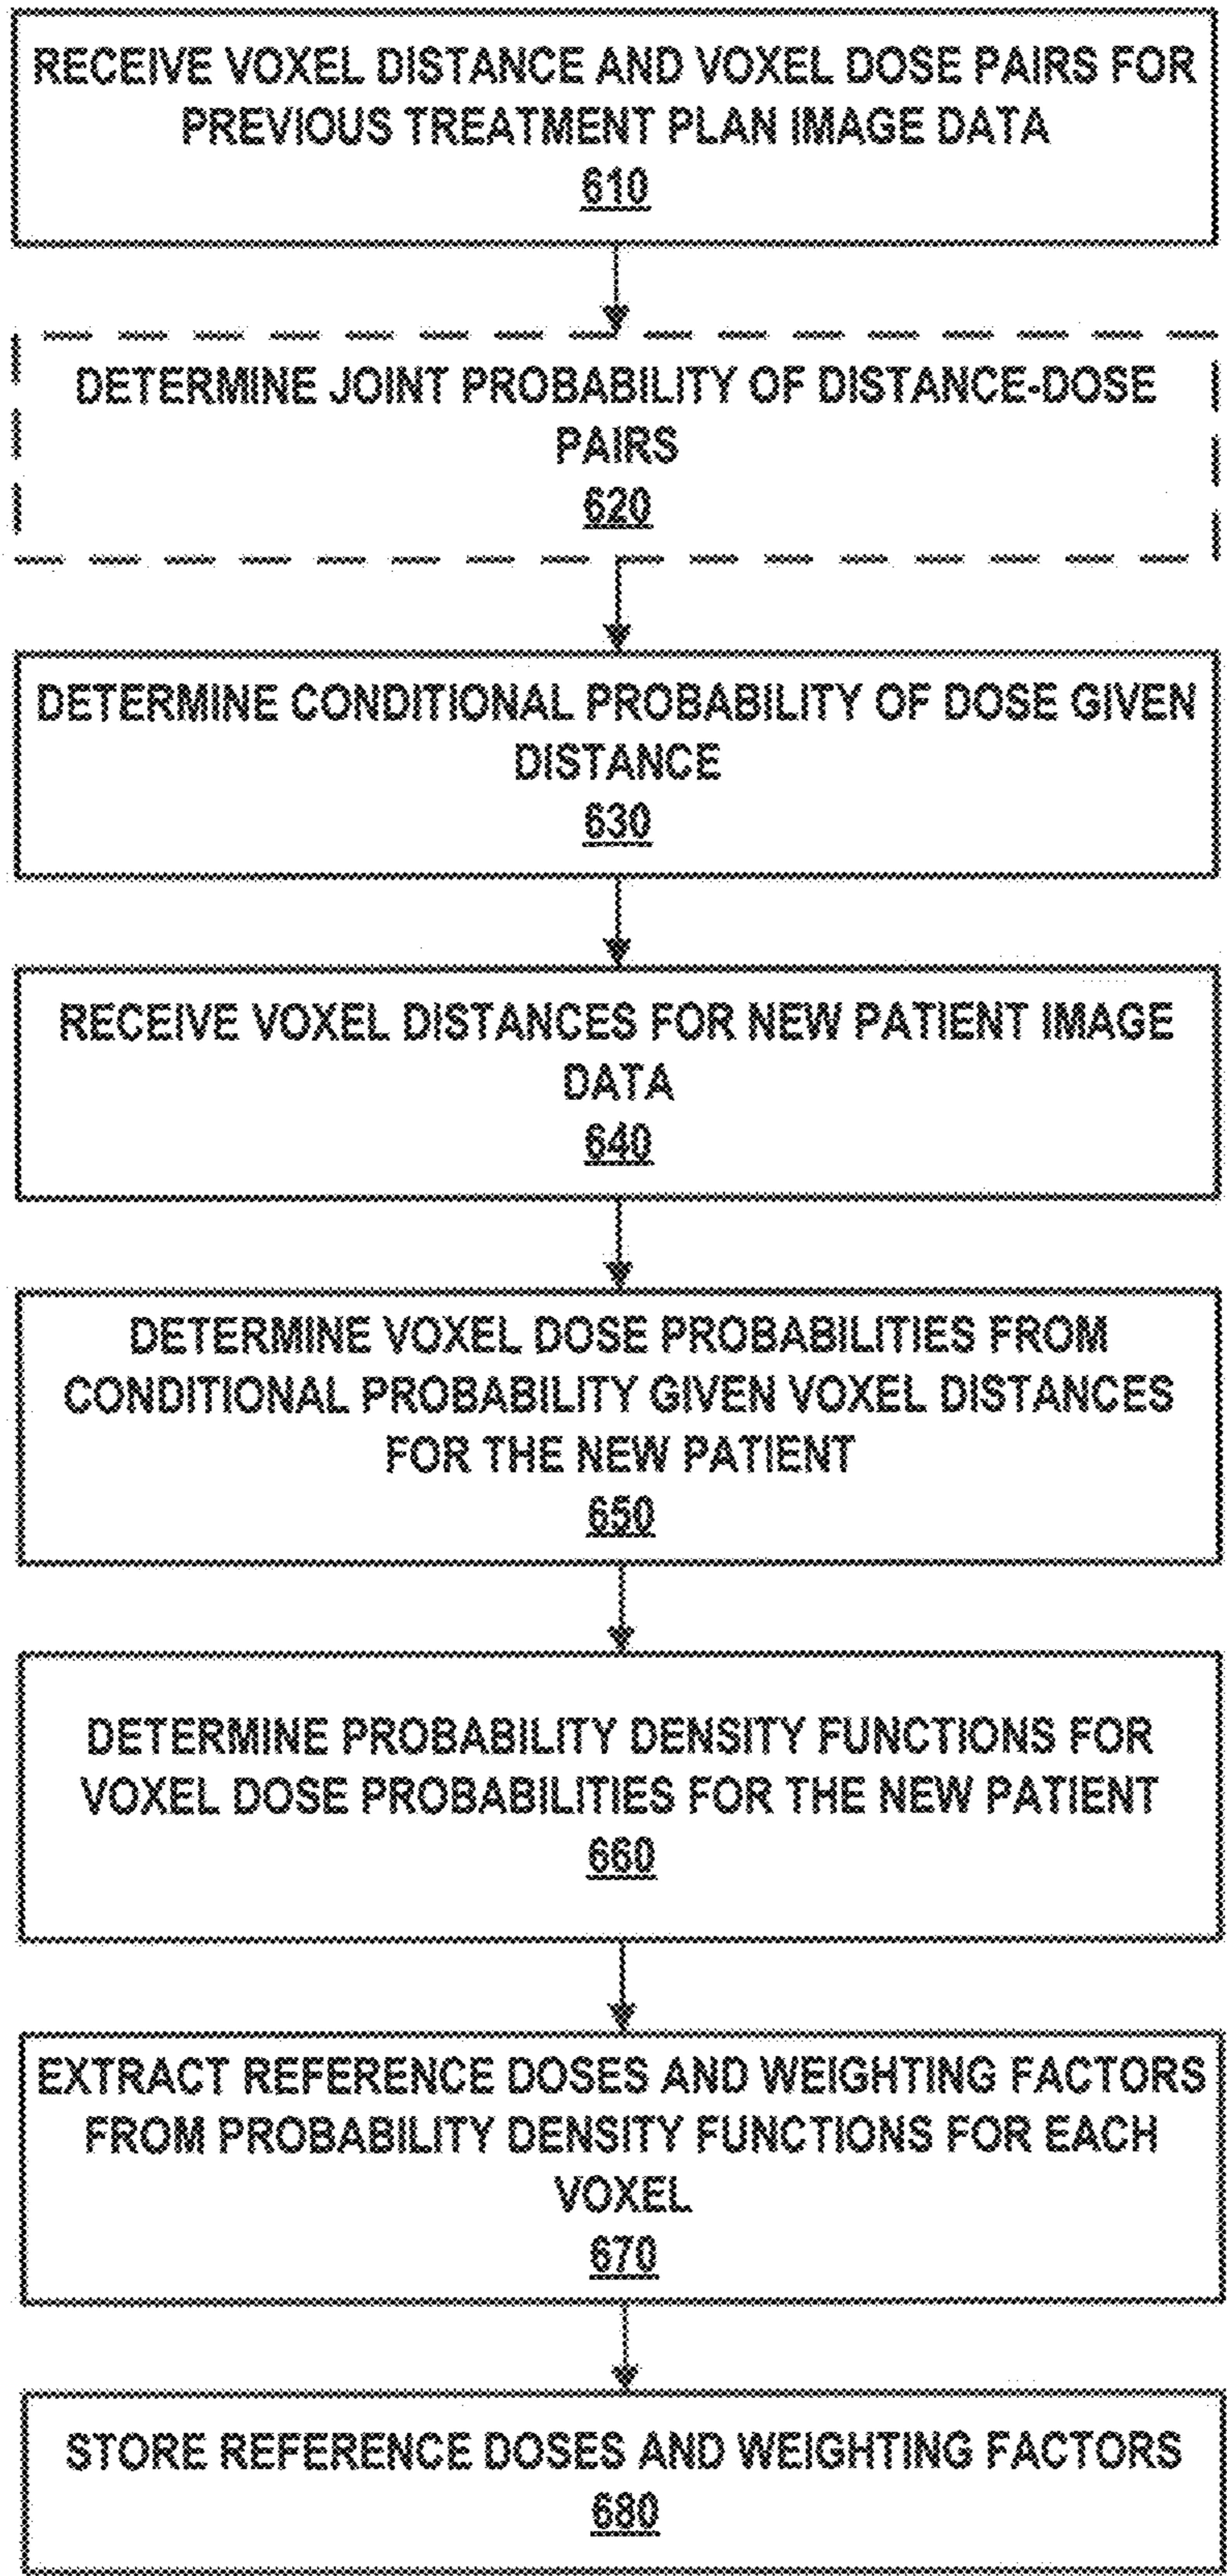 RECEIVE VOXEL DISTANCE AND VOXEL DOSE PAIRS FOR
PREVIOUS TREATMENT PLAN IMAGE DATA
610
DETERMINE JOINT PROBABILITY OF DISTANCE-DOSE
PAIRS
620
DETERMINE CONDITIONAL PROBABILITY OF DOSE GIVEN
DISTANCE
630
RECEIVE VOXEL DISTANCES FOR NEW PATIENT IMAGE
DATA
640
DETERMINE VOXEL DOSE PROBABILITIES FROM
CONDITIONAL PROBABILITY GIVEN VOXEL DISTANCES
FOR THE NEW PATIENT
650
DETERMINE PROBABILITY DENSITY FUNCTIONS FOR
VOXEL DOSE PROBABILITIES FOR THE NEW PATIENT
660
EXTRACT REFERENCE DOSES AND WEIGHTING FACTORS
FROM PROBABILITY DENSITY FUNCTIONS FOR EACH
VOXEL
670
STORE REFERENCE DOSES AND WEIGHTING FACTORS
680